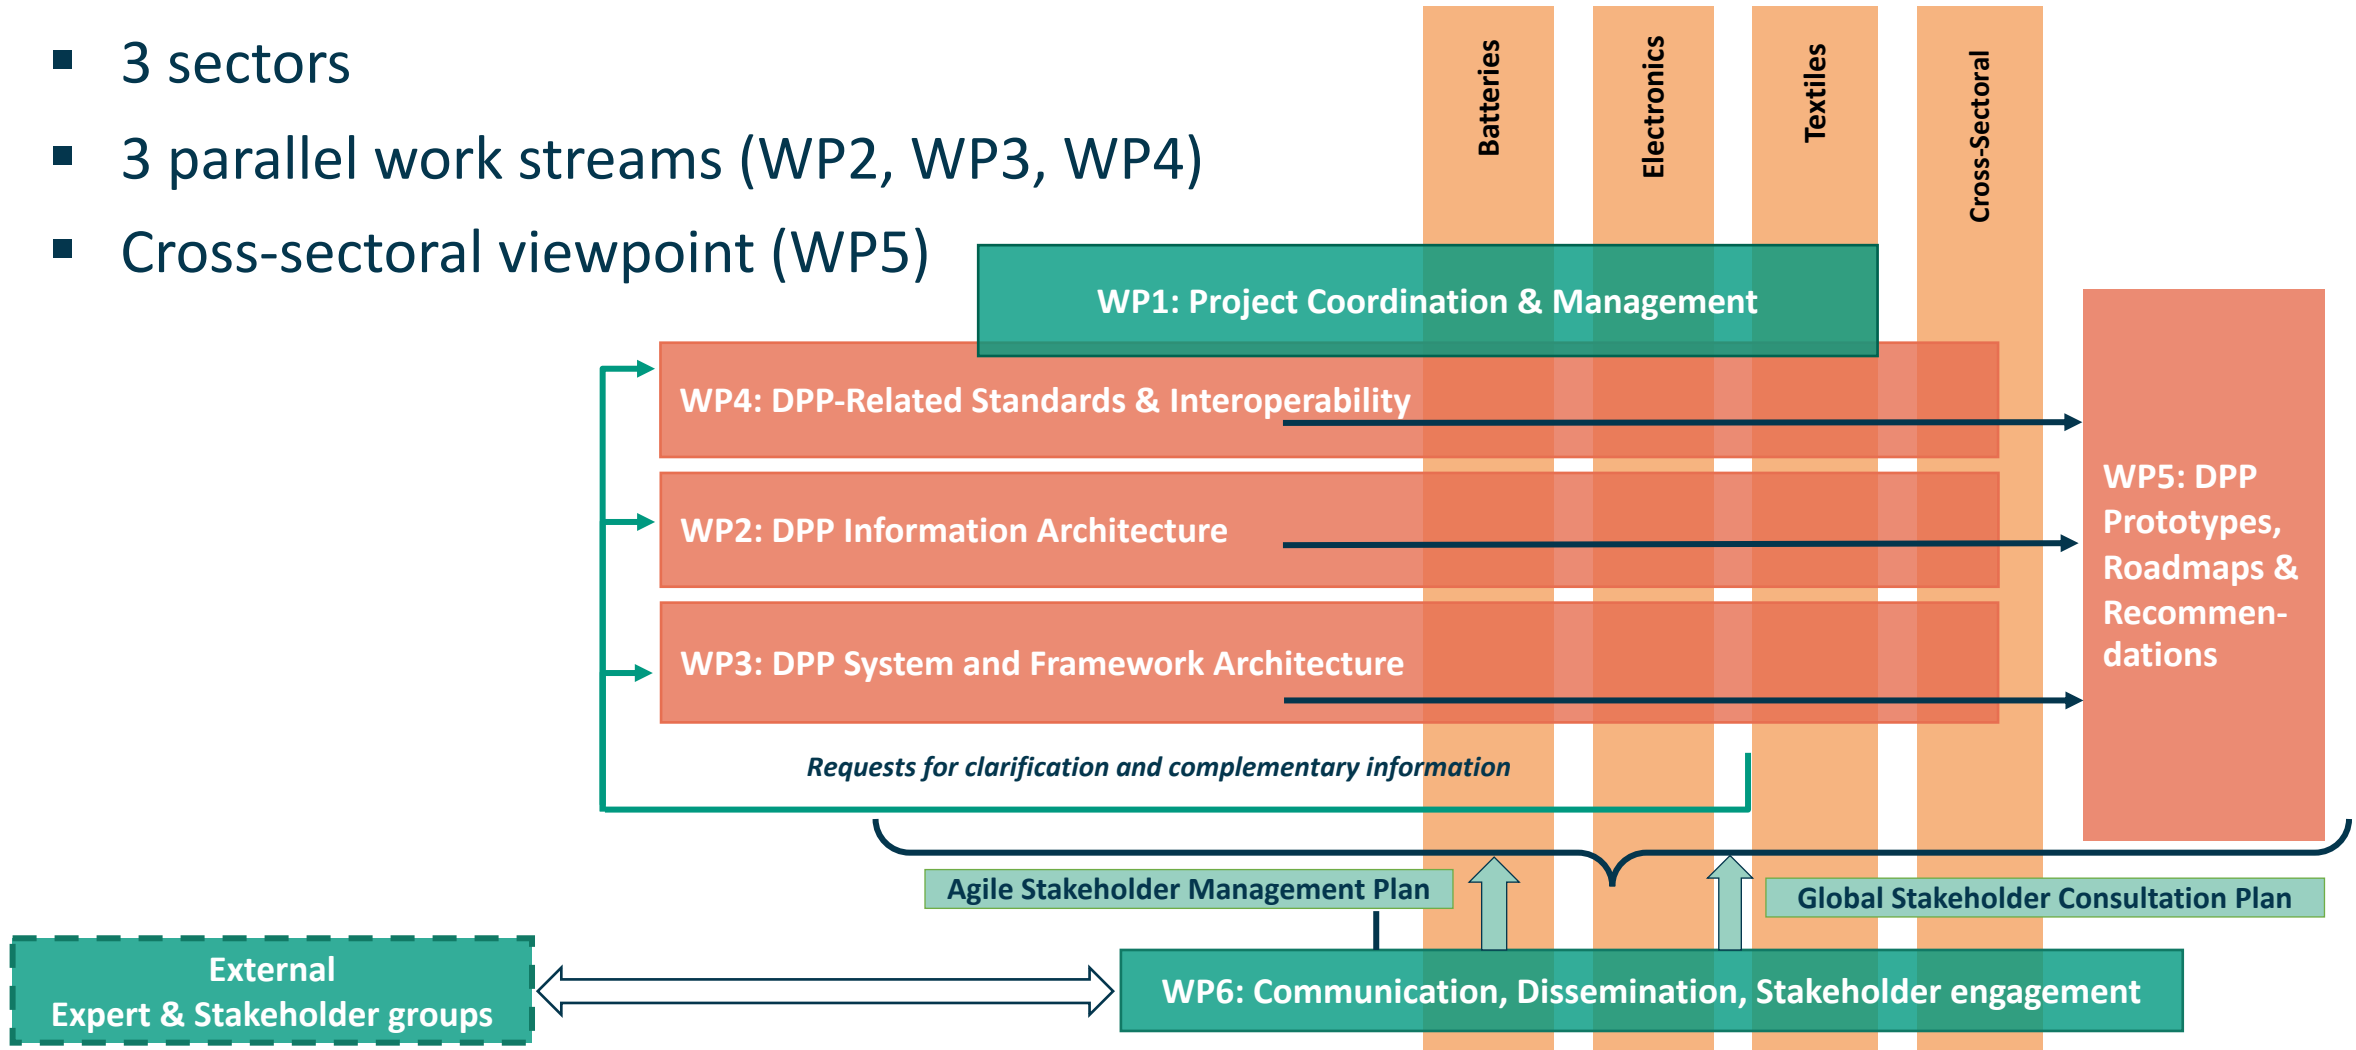 ▪ 3 sectors
▪ 3 parallel work streams (WP2, WP3, WP4)
▪ Cross-sectoral viewpoint (WP5)
Batteries
Electronics
Textiles
Cross-Sectoral
WP1: Project Coordination & Management
WP4: DPP-Related Standards & Interoperability
WP2: DPP Information Architecture
WP3: DPP System and Framework Architecture
WP5: DPP
Prototypes,
Roadmaps &
Recommen-
dations
Requests for clarification and complementary information
Agile Stakeholder Management Plan
Global Stakeholder Consultation Plan
External
Expert & Stakeholder groups
WP6: Communication, Dissemination, Stakeholder engagement